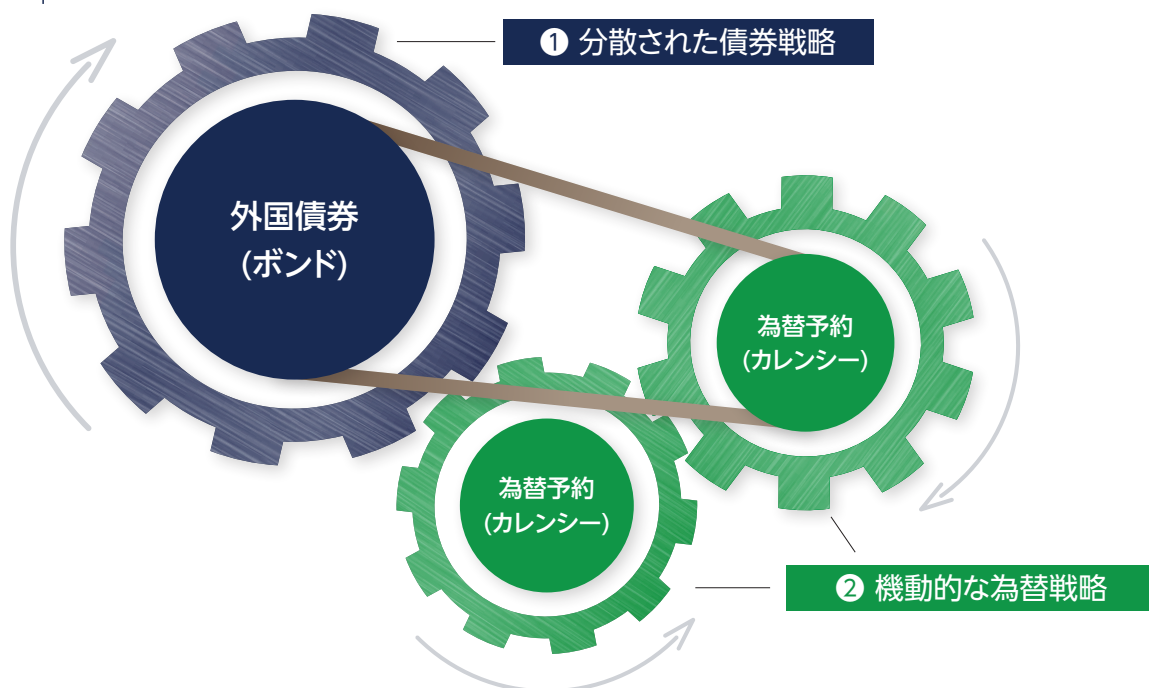 ❶ 分散された債券戦略
外国債券
(ボンド)
為替予約
(カレンシー)
為替予約
(カレンシー)
❷ 機動的な為替戦略